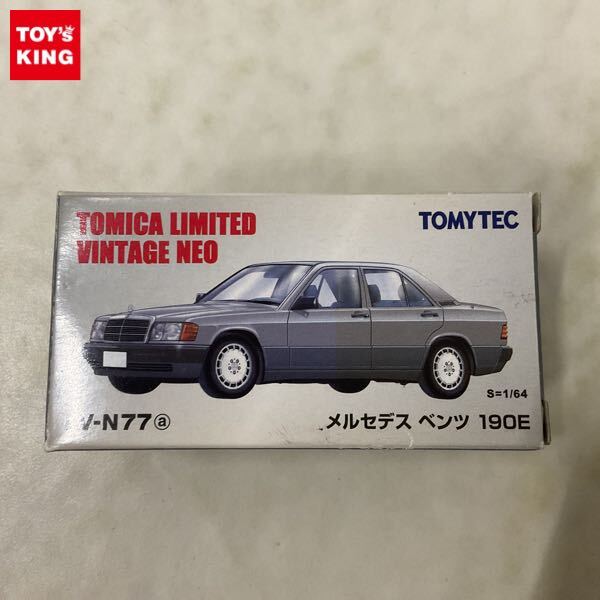 TOY'S
KING
TOMICA LIMITED
VINTAGE NEO
TOMYTEC
S=1/64
V-N77ⓐ
メルセデス ベンツ 190E